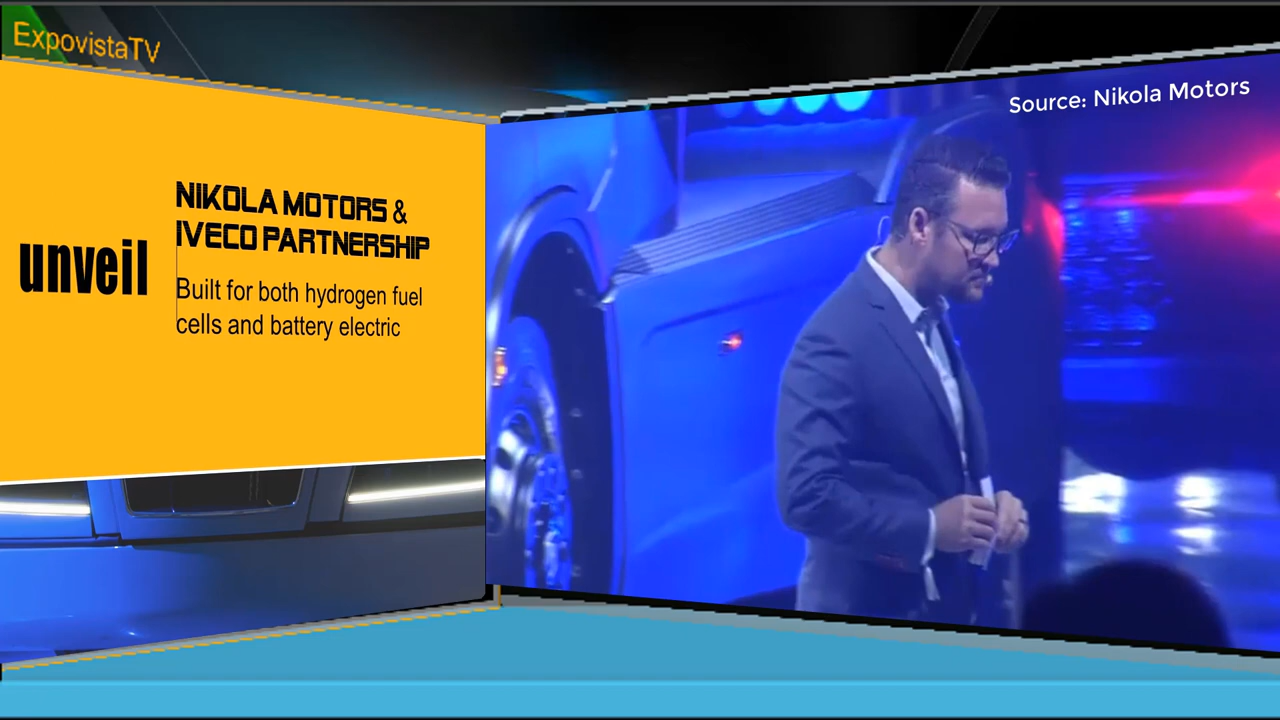 ExpovistaTV
Source: Nikola Motors
unveil
NIKOLA MOTORS &
IVECO PARTNERSHIP
Built for both hydrogen fuel
cells and battery electric